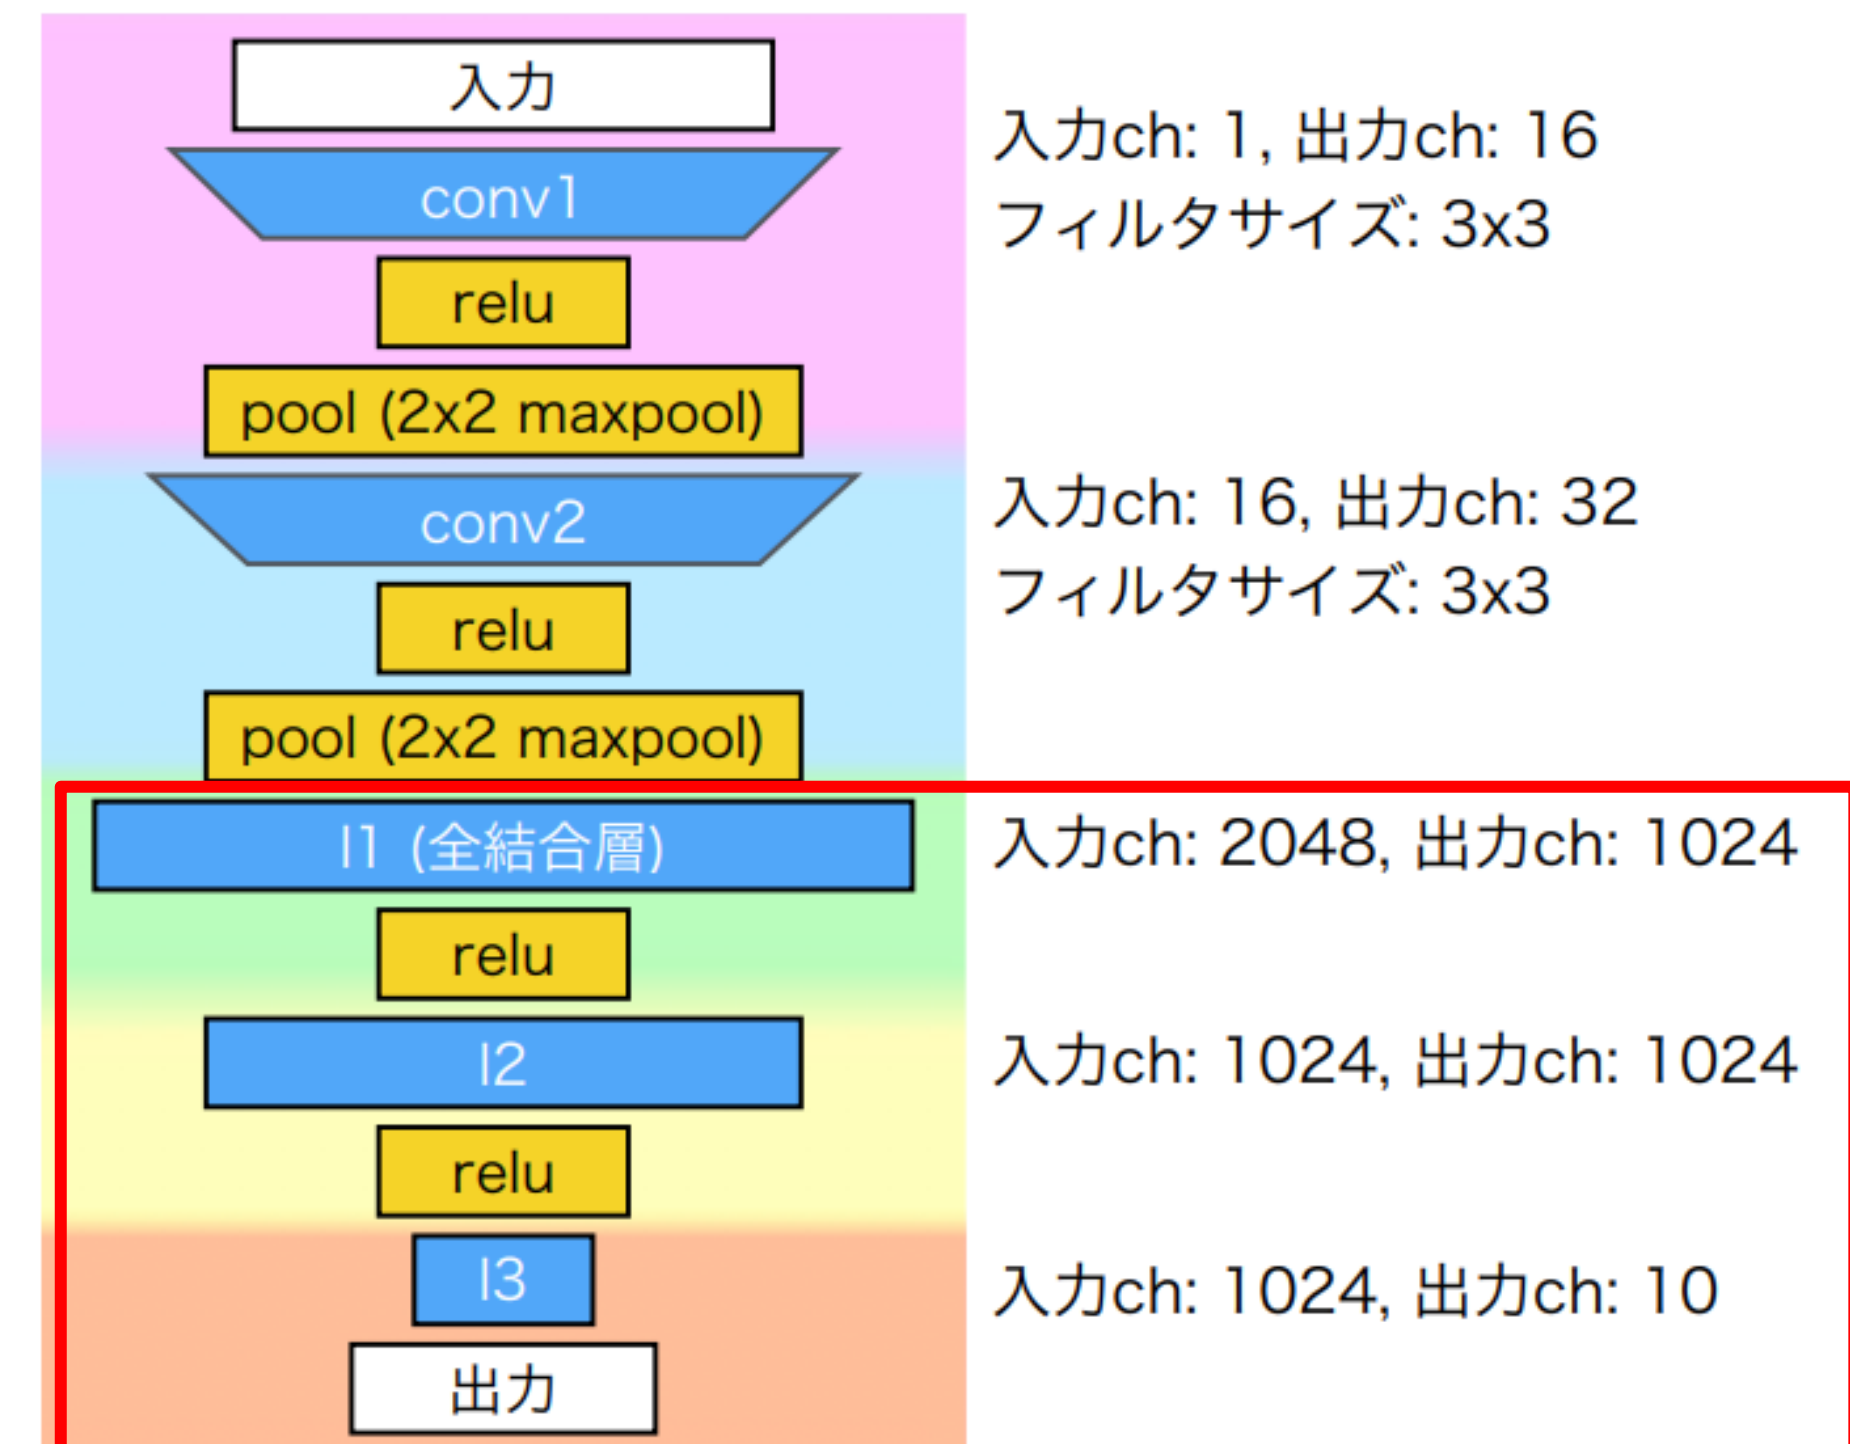 入力
conv1
入力ch: 1, 出力ch: 16
フィルタサイズ: 3x3
relu
pool (2x2 maxpool)
conv2
入力ch: 16, 出力ch: 32
フィルタサイズ: 3x3
relu
pool (2x2 maxpool)
l1 (全結合層)
入力ch: 2048, 出力ch: 1024
relu
l2
入力ch: 1024, 出力ch: 1024
relu
l3
入力ch: 1024, 出力ch: 10
出力